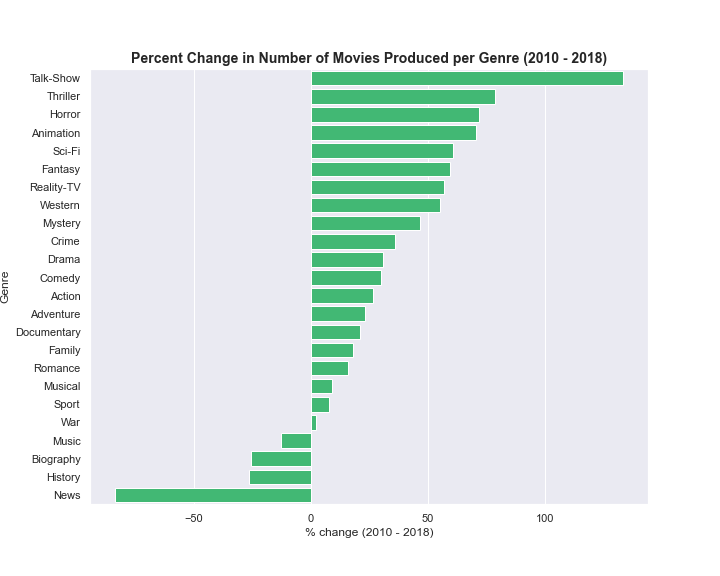 Percent Change in Number of Movies Produced per Genre (2010 - 2018)
Talk-Show
Thriller
Horror
Animation
Sci-Fi
Fantasy
Reality-TV
Western
Mystery
Crime
Drama
Comedy
Action
Adventure
Documentary
Family
Romance
Musical
Sport
War
Music
Biography
History
News
Genre
−50 0 50 100
% change (2010 - 2018)